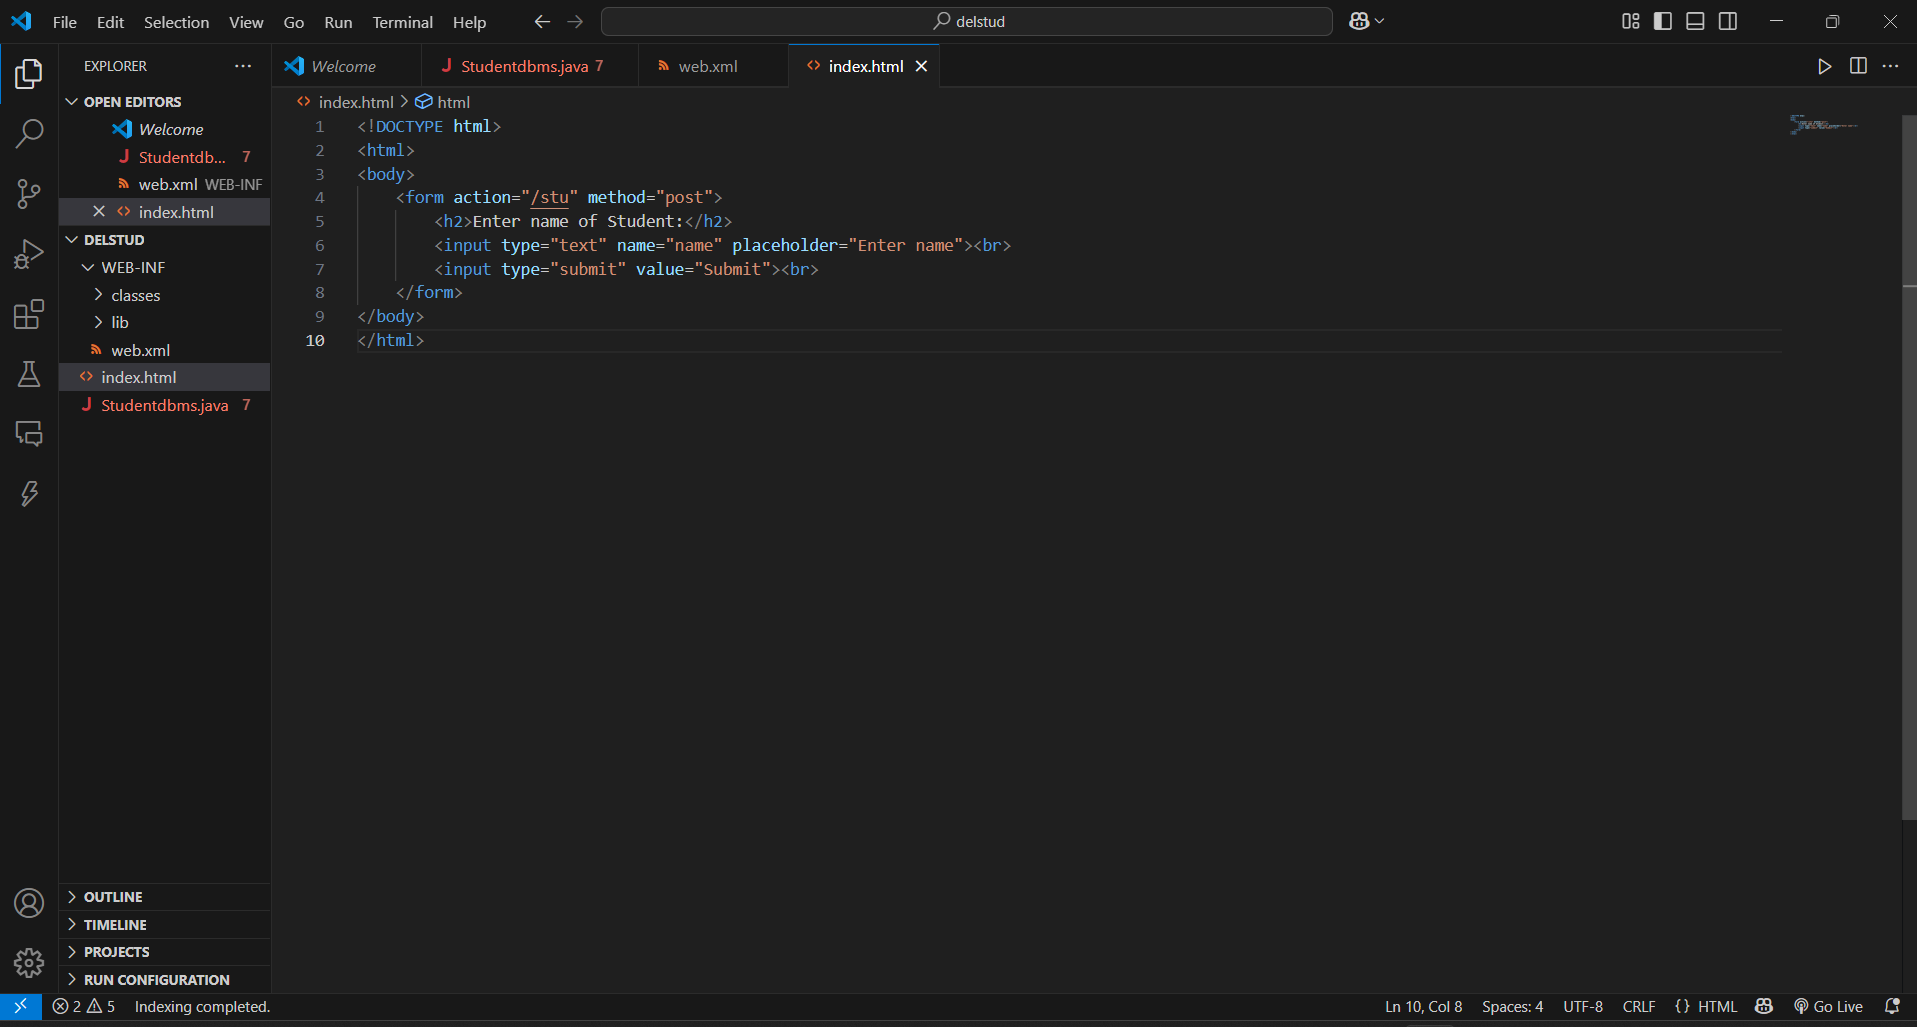 File Edit Selection View Go Run Terminal Help
delstud
EXPLORER
OPEN EDITORS
Welcome
Studentdb... 7
web.xml WEB-INF
index.html
DELSTUD
WEB-INF
classes
lib
web.xml
index.html
Studentdbms.java 7
OUTLINE
TIMELINE
PROJECTS
RUN CONFIGURATION
Welcome
Studentdbms.java 7
web.xml
index.html
index.html > html
1 <!DOCTYPE html>
2 <html>
3 <body>
4 <form action="/stu" method="post">
5 <h2>Enter name of Student:</h2>
6 <input type="text" name="name" placeholder="Enter name"><br>
7 <input type="submit" value="Submit"><br>
8 </form>
9 </body>
10 </html>
2 5 Indexing completed.
Ln 10, Col 8 Spaces: 4 UTF-8 CRLF {} HTML Go Live